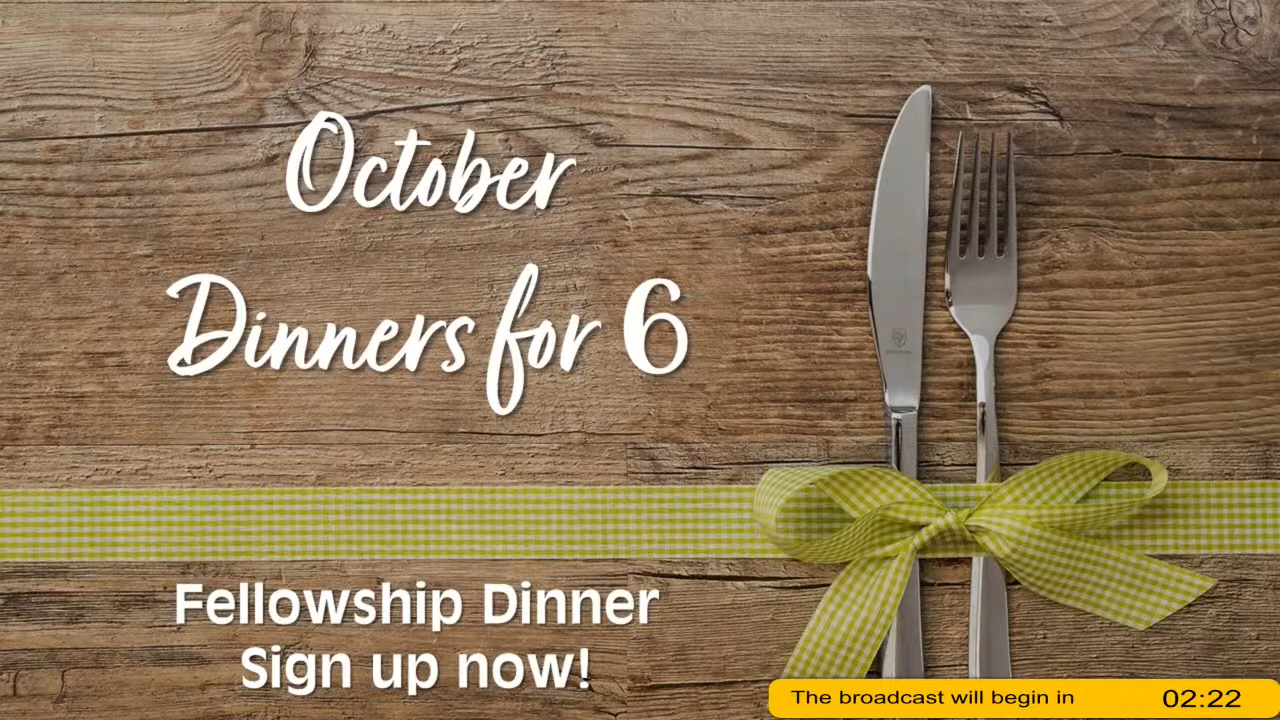 October
Dinners for 6
Fellowship Dinner
Sign up now!
The broadcast will begin in 02:22